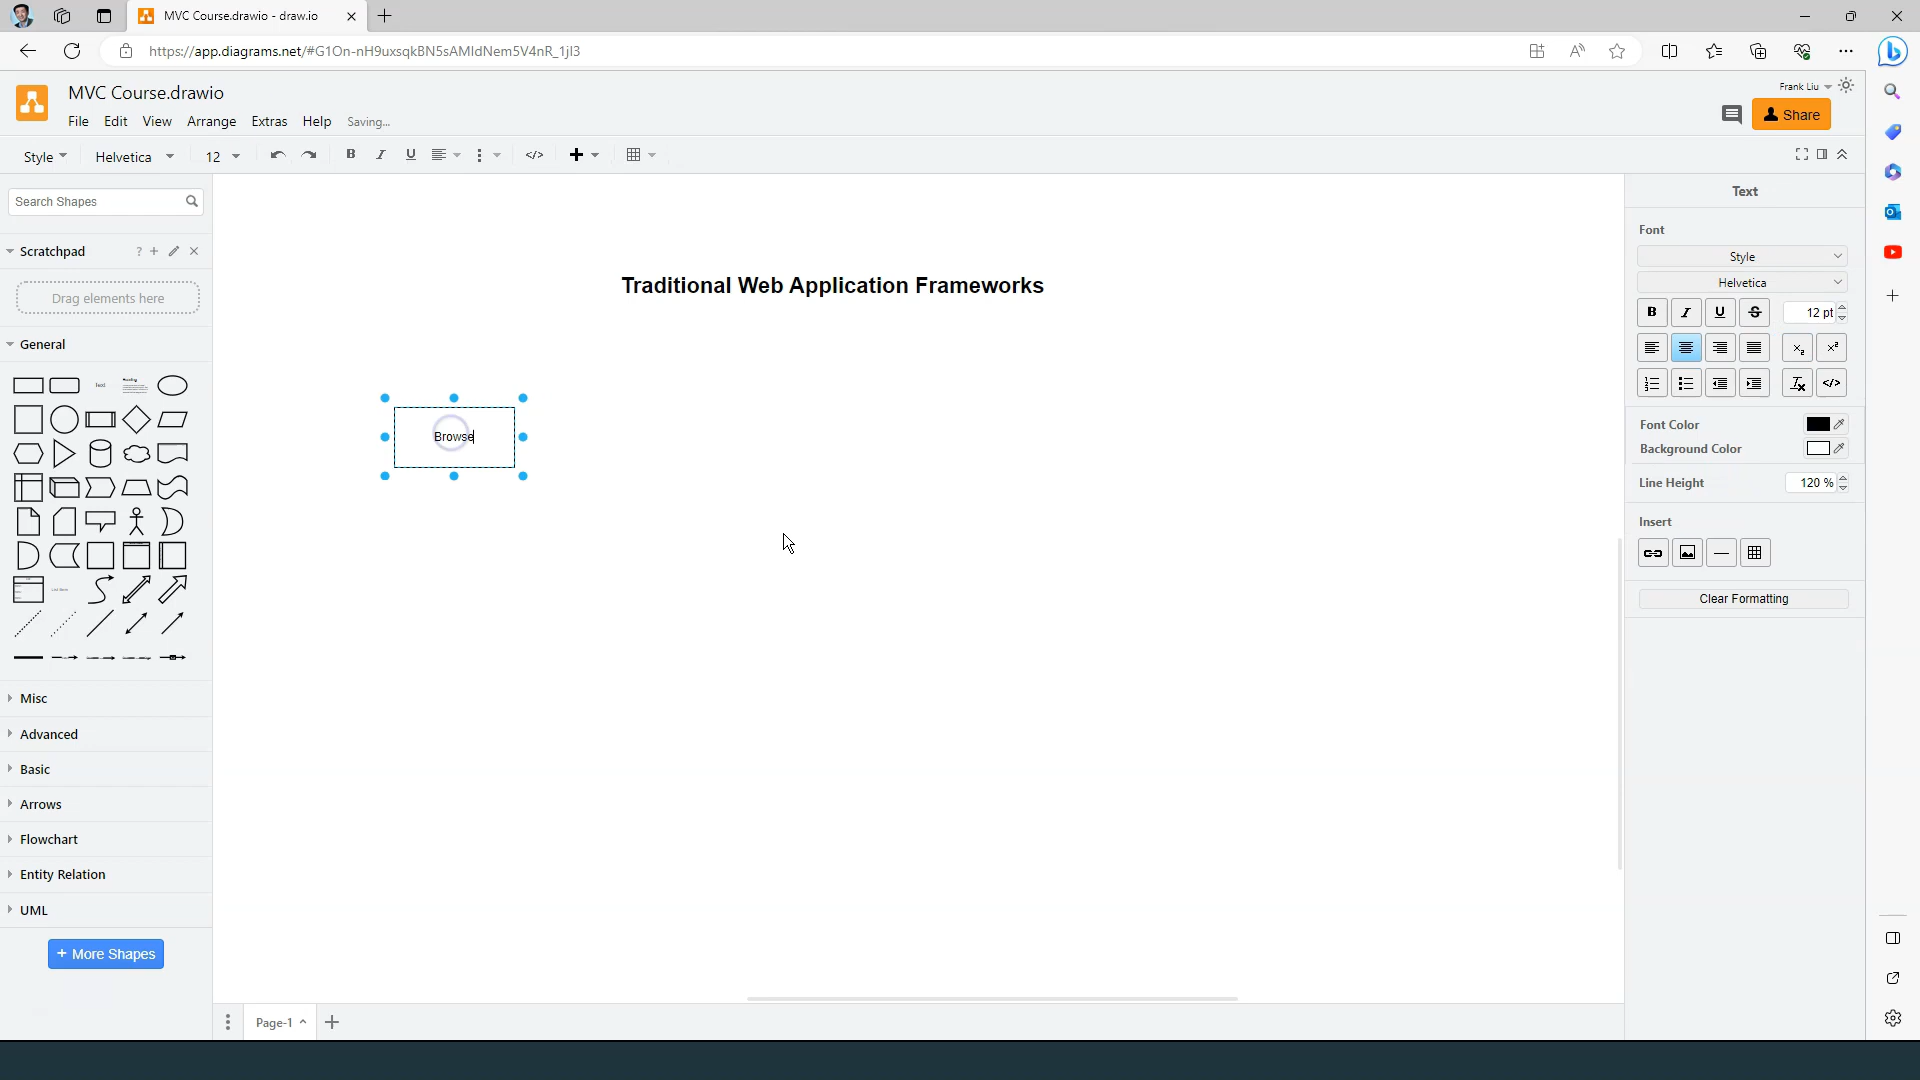 MVC Course.drawio - draw.io
https://app.diagrams.net/#G1On-nH9uxsqkBN5sAMIdNem5V4nR_1jI3
MVC Course.drawio
Frank Liu
File Edit View Arrange Extras Help Saving...
Share
Style Helvetica 12
Search Shapes
Text
Scratchpad
Drag elements here
General
Traditional Web Application Frameworks
Browse
Font
Style
Helvetica
12 pt
Font Color
Background Color
Line Height 120 %
Insert
Clear Formatting
Misc
Advanced
Basic
Arrows
Flowchart
Entity Relation
UML
+ More Shapes
Page-1